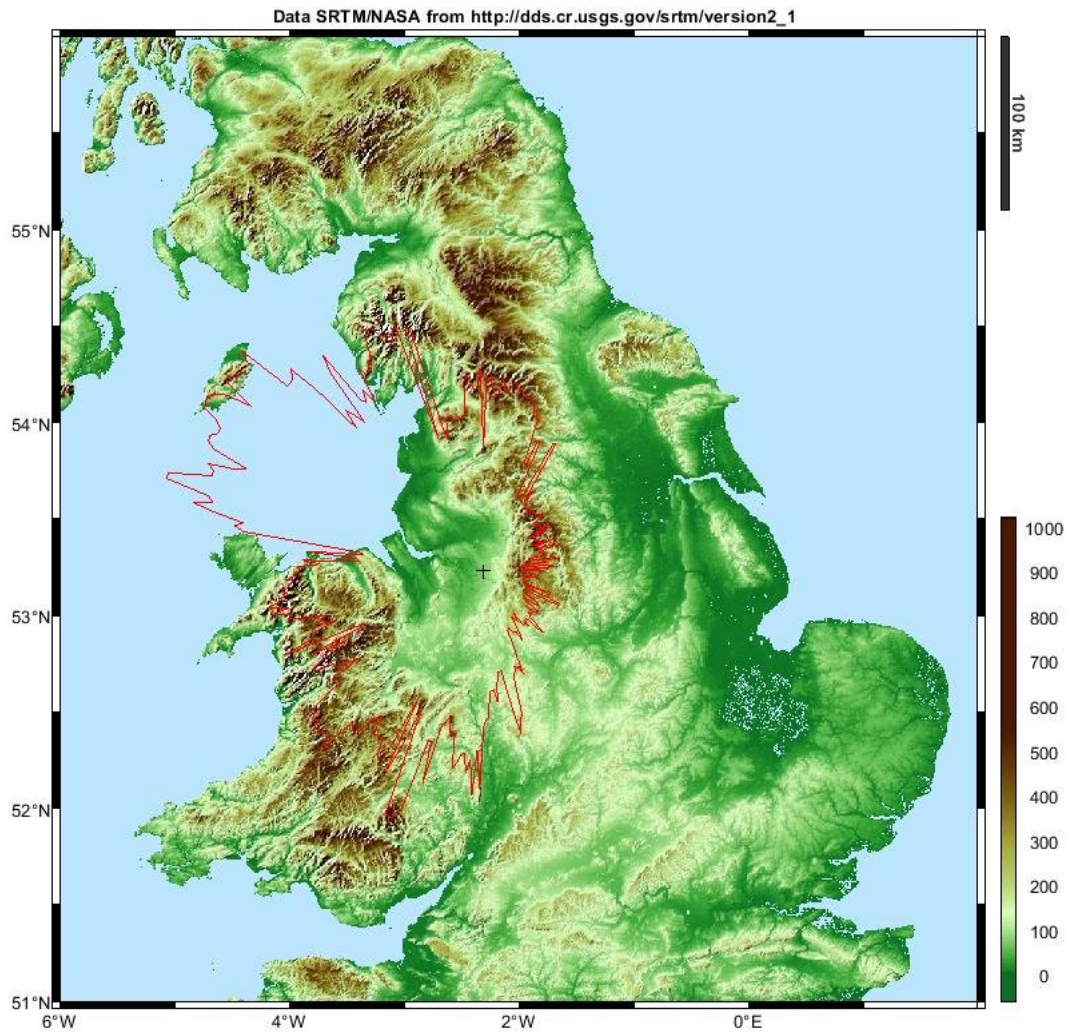 Data SRTM/NASA from http://dds.cr.usgs.gov/srtm/version2_1
100 km
55°N
54°N
53°N
52°N
51°N
6°W
4°W
2°W
0°E
1000
900
800
700
600
500
400
300
200
100
0